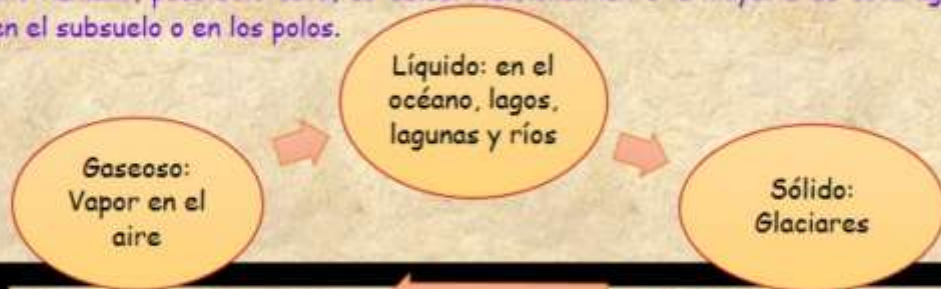 en el subsuelo o en los polos.
Líquido: en el
océano, lagos,
lagunas y ríos
Gaseoso:
Vapor en el
aire
Sólido:
Glaciares